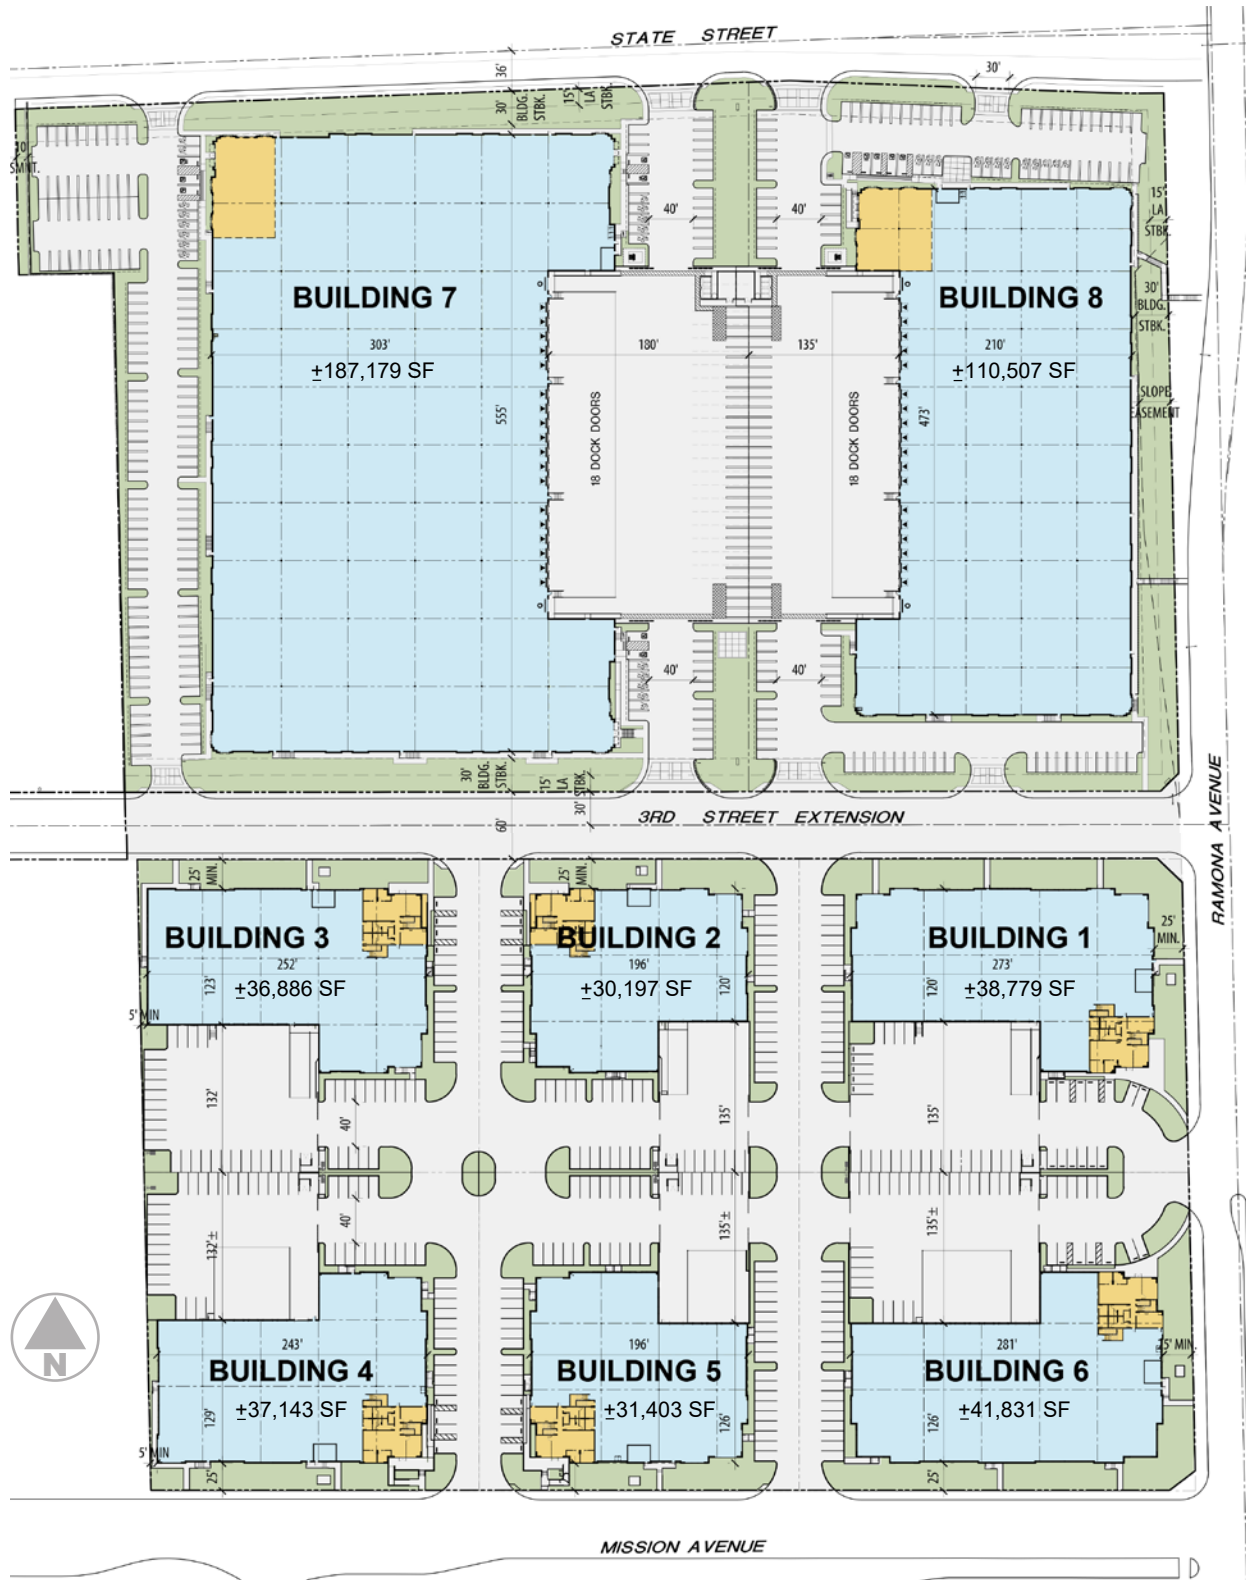 STATE STREET
36'
30'
30'
BLDG.
STBK.
15'
LA
STBK.
10
SMNT.
40'
40'
15'
LA
STBK.
30'
BLDG.
STBK.
BUILDING 7
BUILDING 8
303'
180'
135'
210'
±187,179 SF
±110,507 SF
555'
18 DOCK DOORS
18 DOCK DOORS
473'
SLOPE
EASEMENT
40'
40'
30'
BLDG.
STBK.
15'
LA
STBK.
30'
60'
3RD STREET EXTENSION
RAMONA AVENUE
25'
MIN.
25'
MIN.
BUILDING 3
BUILDING 2
BUILDING 1
25'
MIN.
252'
196'
273'
123'
±36,886 SF
±30,197 SF
120'
120'
±38,779 SF
5' MIN
132'
40'
135'
135'
132'±
40'
135'±
135'±
N
243'
196'
281'
5' MIN.
BUILDING 4
BUILDING 5
BUILDING 6
129'
±37,143 SF
±31,403 SF
126'
126'
±41,831 SF
5' MIN
25'
25'
25'
MISSION AVENUE